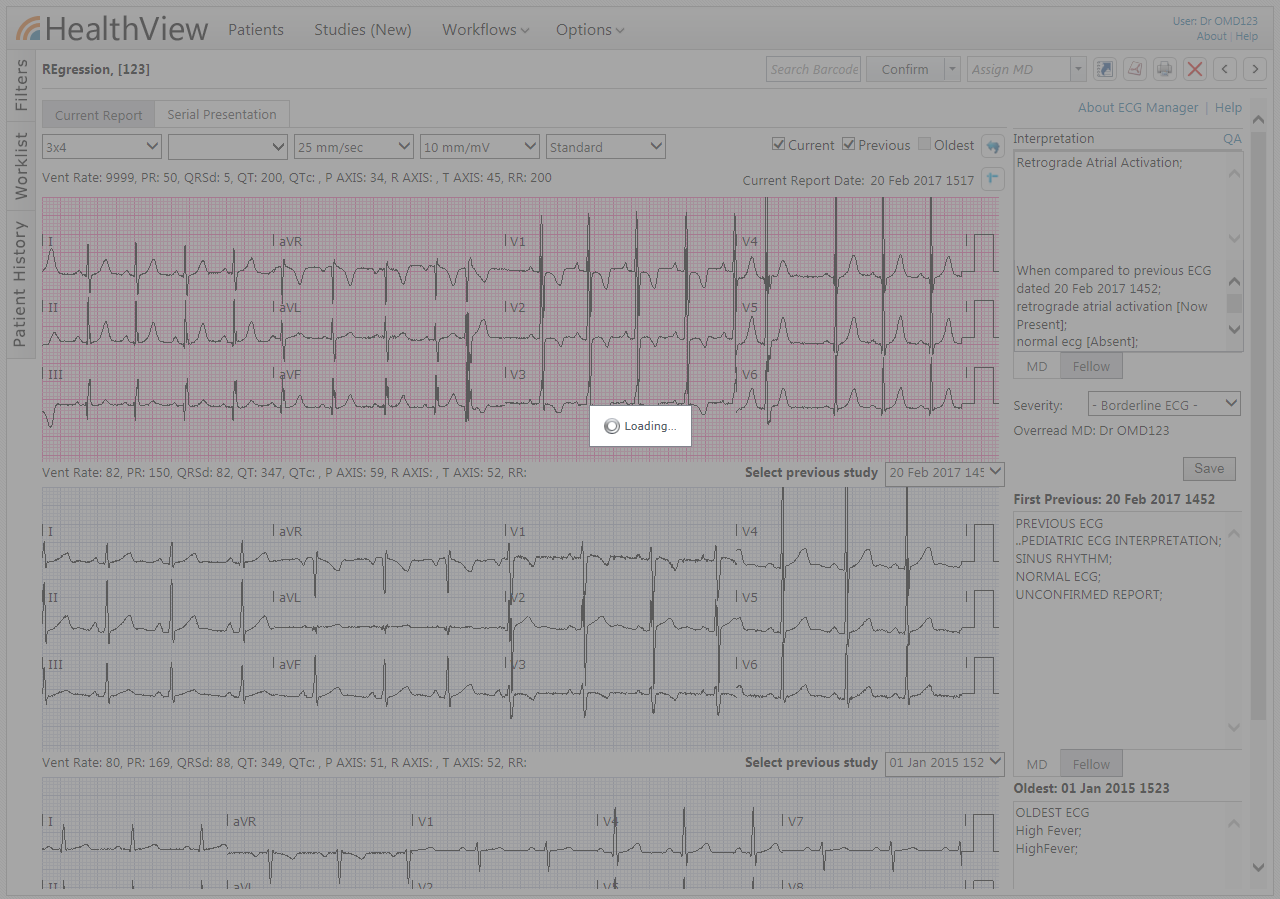 HealthView
Patients
Studies (New)
Workflows
Options
User: Dr OMD123
About | Help
Filters
Worklist
Patient History
REgression, [123]
Search Barcode
Confirm
Assign MD
Current Report
Serial Presentation
About ECG Manager | Help
3x4
25 mm/sec
10 mm/mV
Standard
Current
Previous
Oldest
Vent Rate: 9999, PR: 50, QRSd: 5, QT: 200, QTc: , P AXIS: 34, R AXIS: , T AXIS: 45, RR: 200
Current Report Date: 20 Feb 2017 1517
I aVR V1 V4
II aVL V2 V5
III aVF V3 V6
Loading...
Vent Rate: 82, PR: 150, QRSd: 82, QT: 347, QTc: , P AXIS: 59, R AXIS: , T AXIS: 52, RR:
Select previous study
20 Feb 2017
I aVR V1 V4
II aVL V2 V5
III aVF V3 V6
Vent Rate: 80, PR: 169, QRSd: 88, QT: 349, QTc: , P AXIS: 51, R AXIS: , T AXIS: 52, RR:
Select previous study
01 Jan 2015 152
I aVR V1 V4 V7
II aVL V2 V5 V8
Interpretation
QA
Retrograde Atrial Activation;
When compared to previous ECG
dated 20 Feb 2017 1452;
retrograde atrial activation [Now
Present];
normal ecg [Absent];
MD
Fellow
Severity:
- Borderline ECG -
Overread MD: Dr OMD123
Save
First Previous: 20 Feb 2017 1452
PREVIOUS ECG
..PEDIATRIC ECG INTERPRETATION;
SINUS RHYTHM;
NORMAL ECG;
UNCONFIRMED REPORT;
MD
Fellow
Oldest: 01 Jan 2015 1523
OLDEST ECG
High Fever;
HighFever;